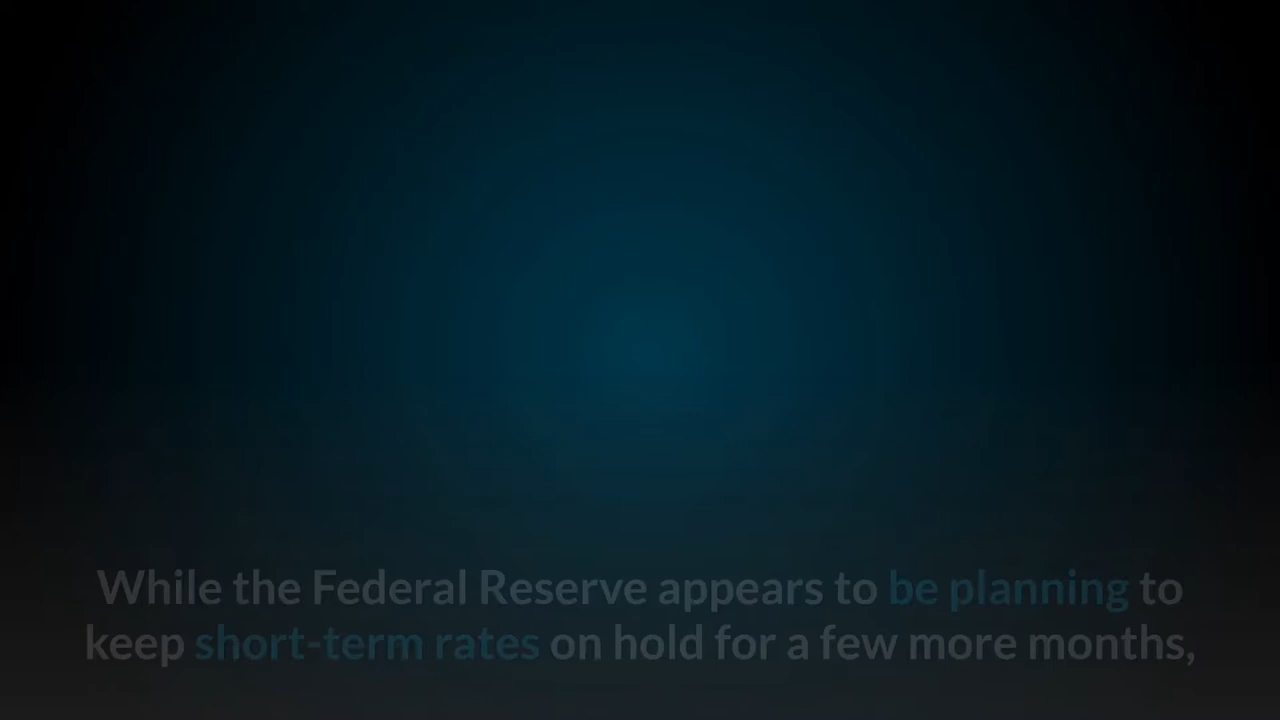 While the Federal Reserve appears to be planning to
keep short-term rates on hold for a few more months,